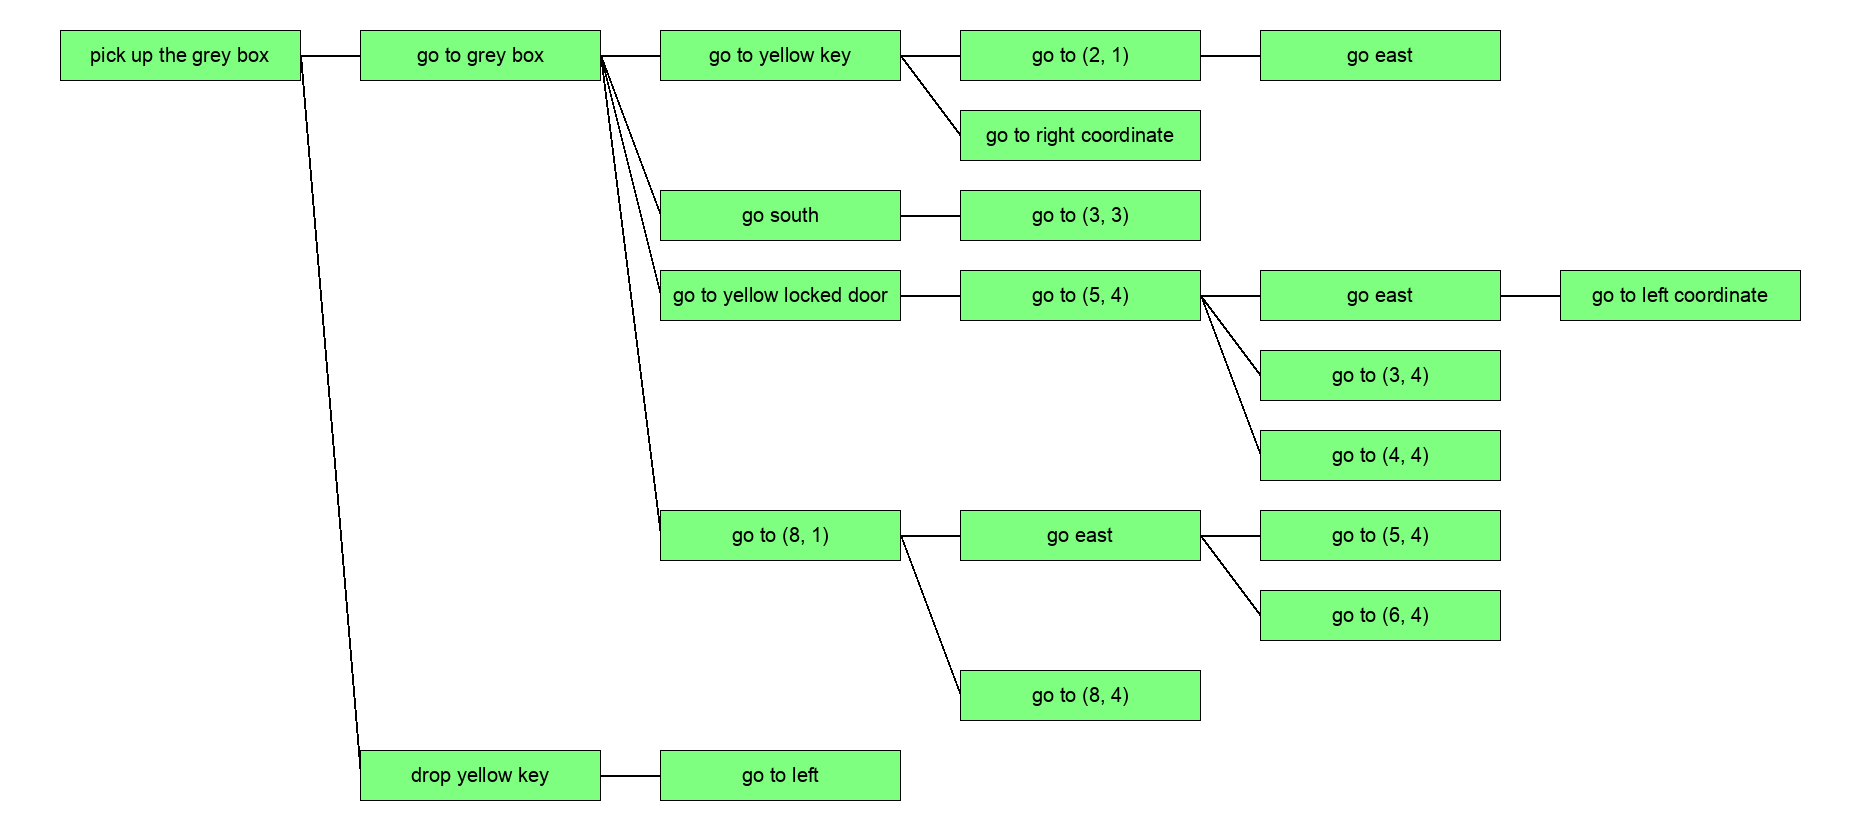 pick up the grey box
go to grey box
go to yellow key
go to (2, 1)
go east
go to right coordinate
go south
go to (3, 3)
go to yellow locked door
go to (5, 4)
go east
go to left coordinate
go to (3, 4)
go to (4, 4)
go to (8, 1)
go east
go to (5, 4)
go to (6, 4)
go to (8, 4)
drop yellow key
go to left